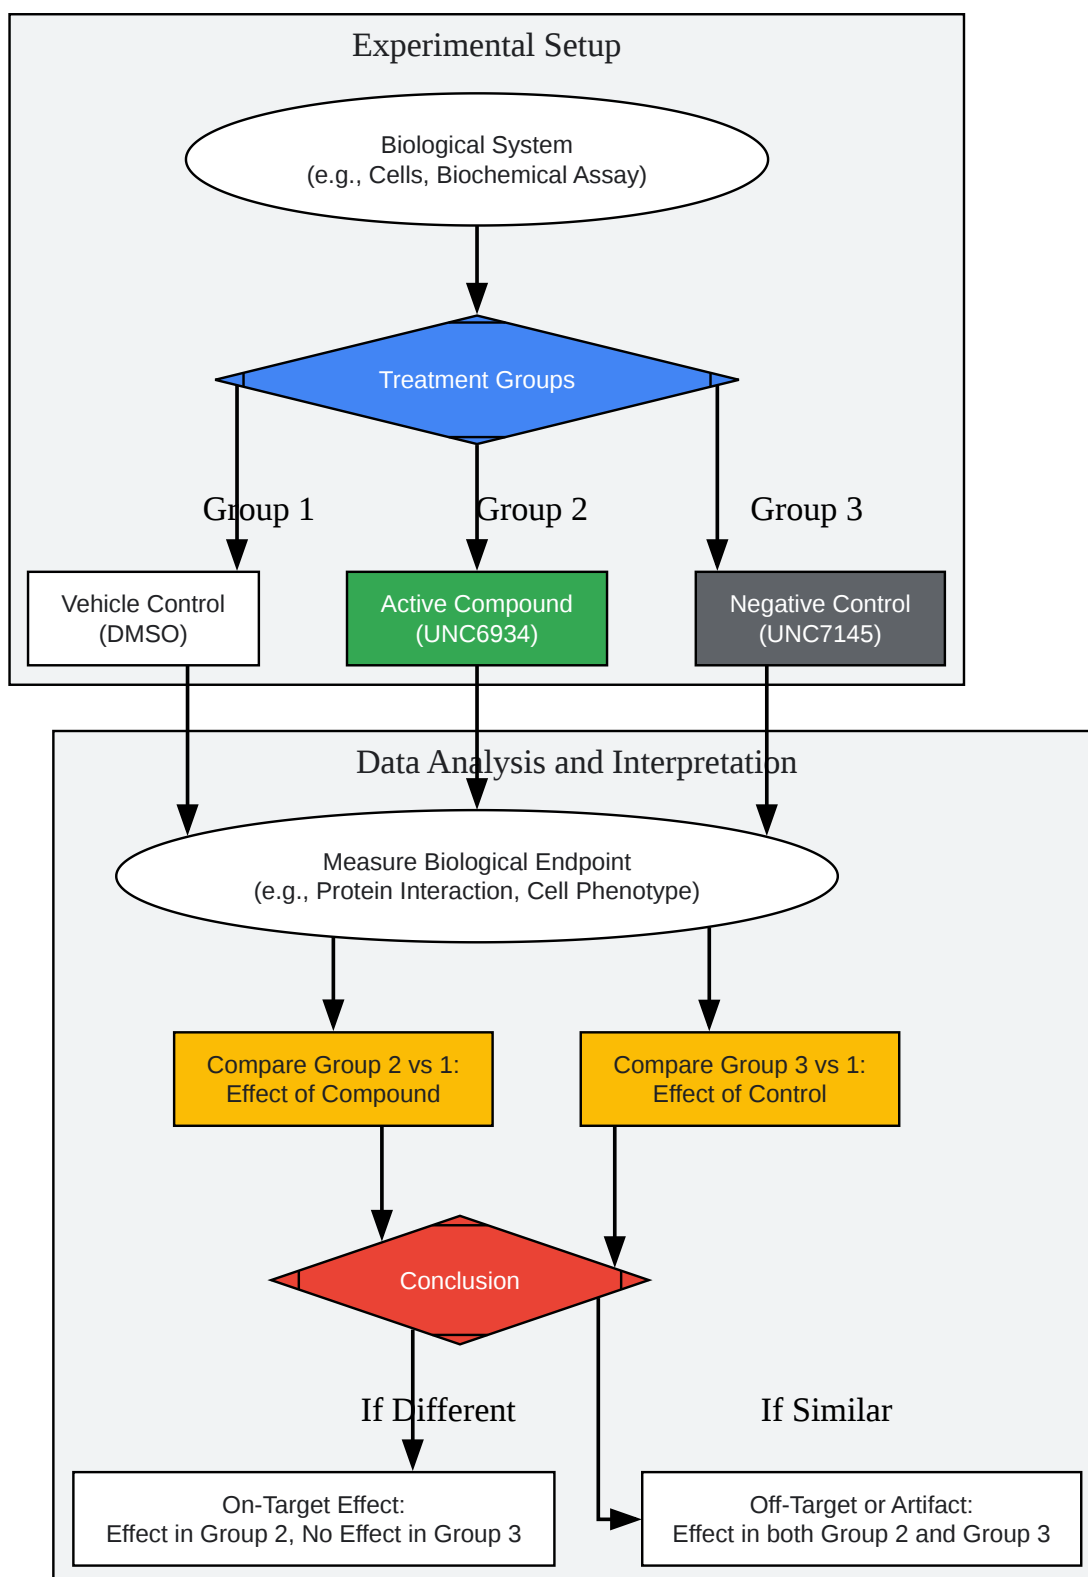 Experimental Setup
Biological System
(e.g., Cells, Biochemical Assay)
Treatment Groups
Group 1
Group 2
Group 3
Vehicle Control
(DMSO)
Active Compound
(UNC6934)
Negative Control
(UNC7145)
Data Analysis and Interpretation
Measure Biological Endpoint
(e.g., Protein Interaction, Cell Phenotype)
Compare Group 2 vs 1:
Effect of Compound
Compare Group 3 vs 1:
Effect of Control
Conclusion
If Different
If Similar
On-Target Effect:
Effect in Group 2, No Effect in Group 3
Off-Target or Artifact:
Effect in both Group 2 and Group 3